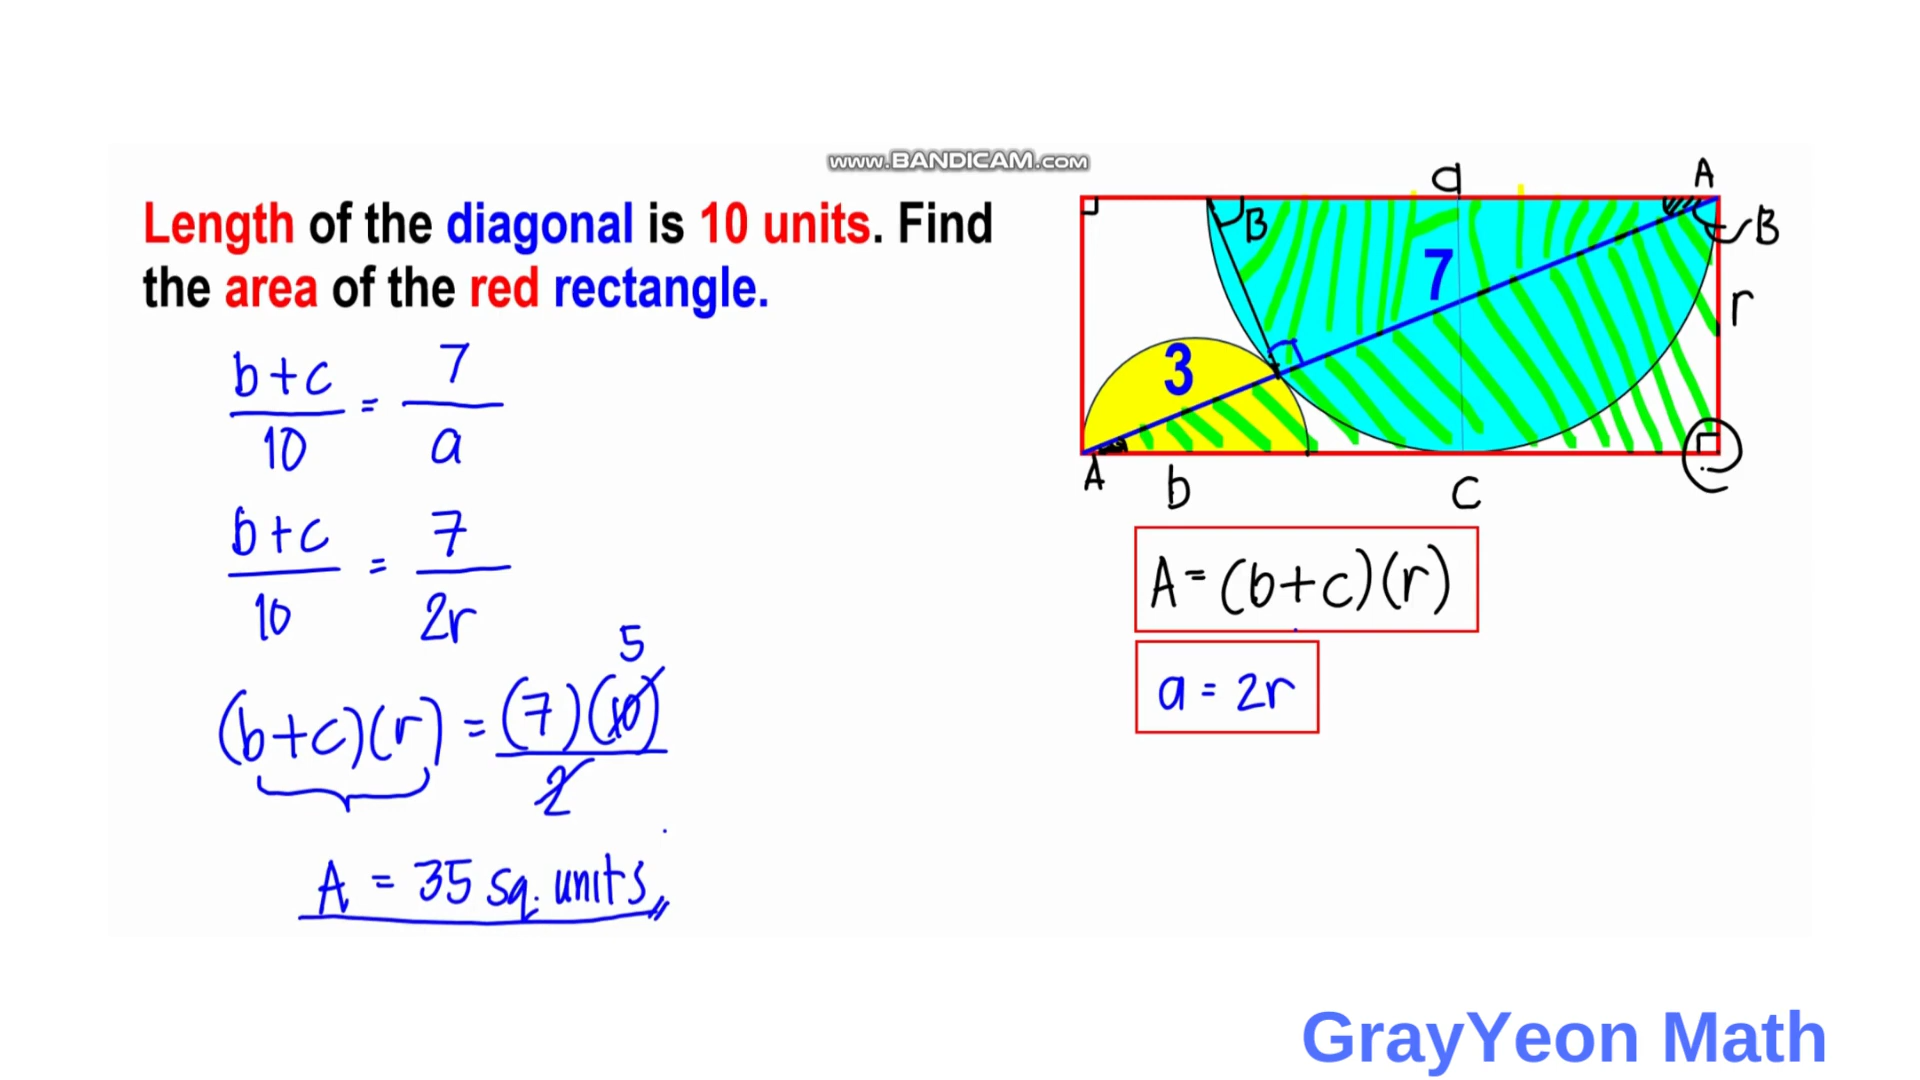 www.BANDICAM.com
Length of the diagonal is 10 units. Find
the area of the red rectangle.
b+c / 10 = 7 / a
b+c / 10 = 7 / 2r
(b+c)(r) = (7)(10) / 2
5
A = 35 sq. units
a
A
B
B
7
3
r
A
b
c
A = (b+c)(r)
a = 2r
GrayYeon Math